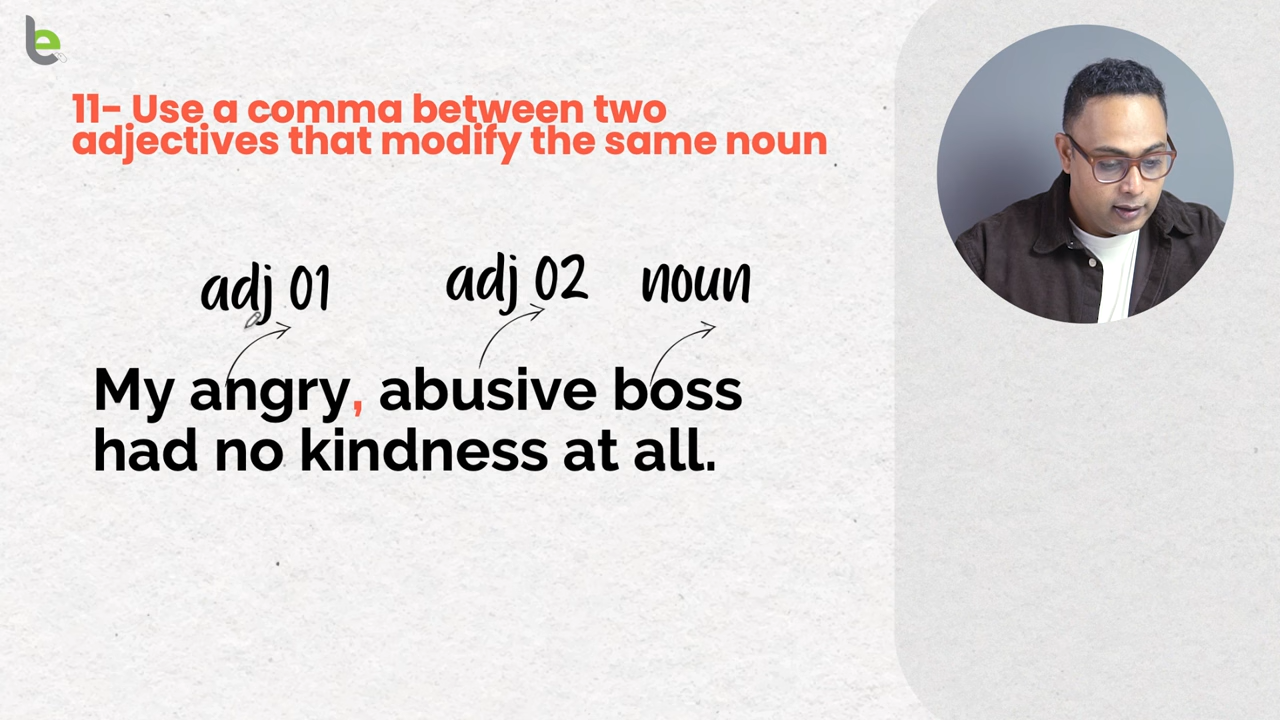 11- Use a comma between two
adjectives that modify the same noun
adj 01 adj 02 noun
My angry, abusive boss
had no kindness at all.